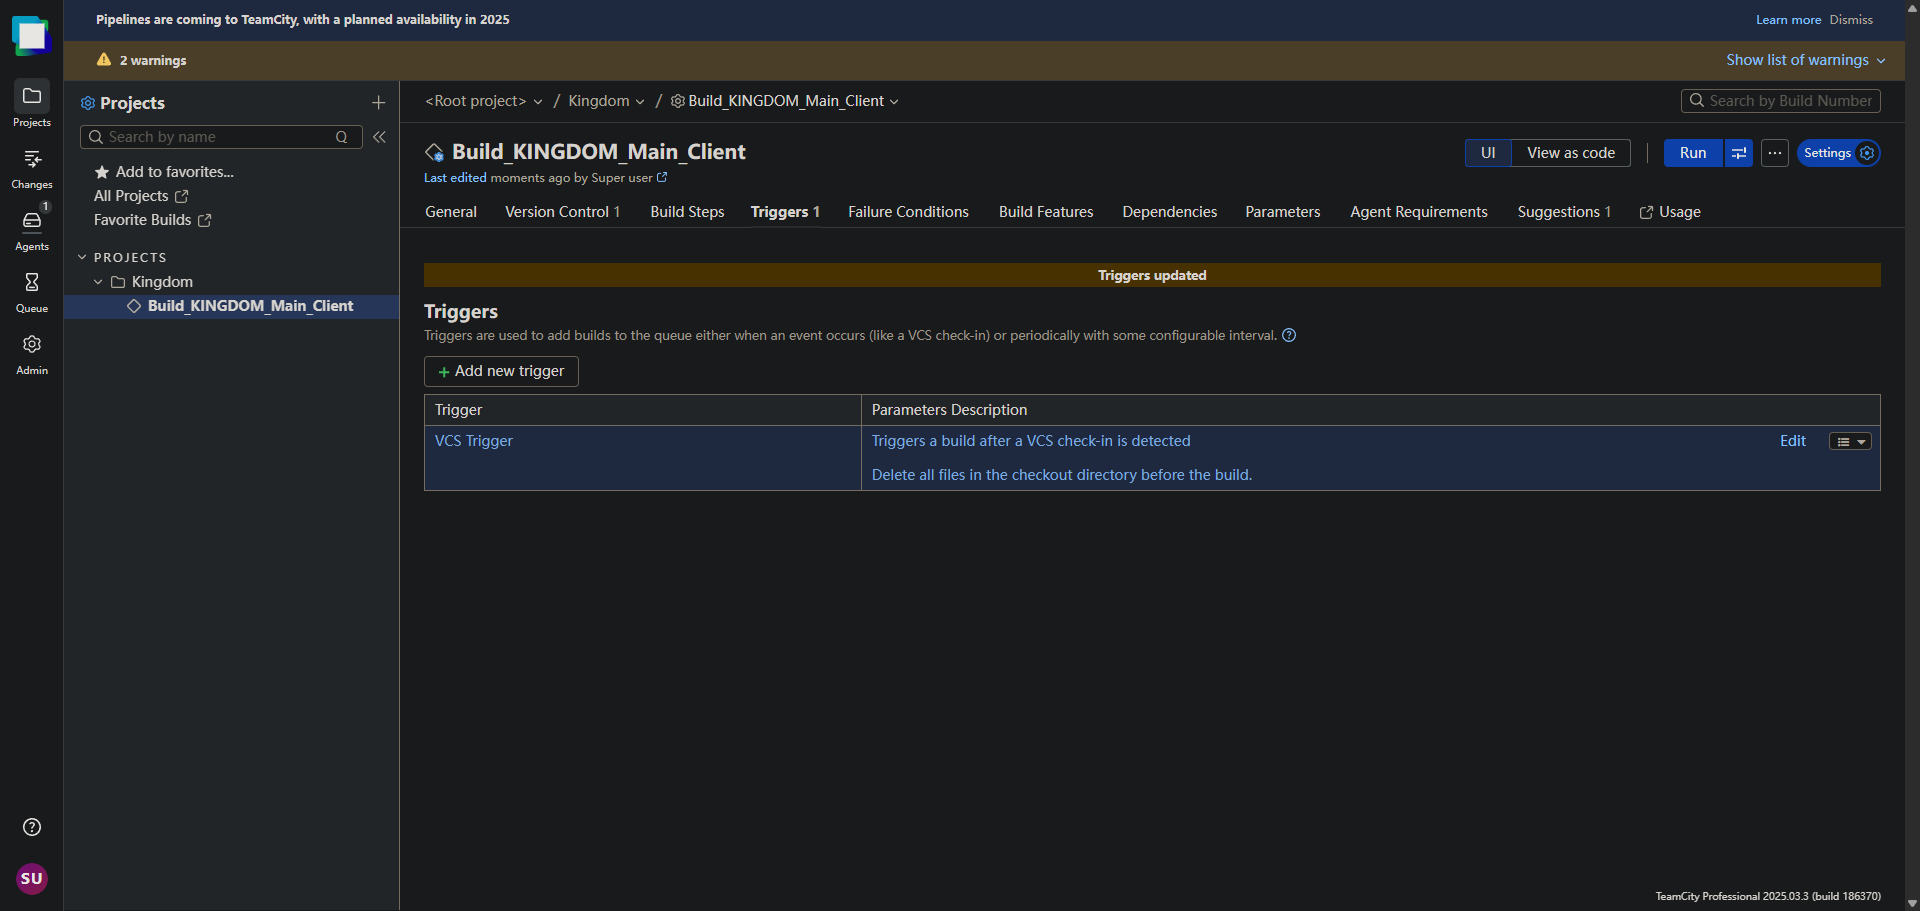 Pipelines are coming to TeamCity, with a planned availability in 2025
Learn more Dismiss
2 warnings
Show list of warnings
Projects
Changes
1
Agents
Queue
Admin
SU
Projects
Search by name
Q
Add to favorites...
All Projects
Favorite Builds
PROJECTS
Kingdom
Build_KINGDOM_Main_Client
<Root project> / Kingdom / Build_KINGDOM_Main_Client
Search by Build Number
Build_KINGDOM_Main_Client
UI View as code
Run
Settings
Last edited moments ago by Super user
General Version Control 1 Build Steps Triggers 1 Failure Conditions Build Features Dependencies Parameters Agent Requirements Suggestions 1 Usage
Triggers updated
Triggers
Triggers are used to add builds to the queue either when an event occurs (like a VCS check-in) or periodically with some configurable interval.
+ Add new trigger
Trigger Parameters Description
VCS Trigger Triggers a build after a VCS check-in is detected Edit
Delete all files in the checkout directory before the build.
TeamCity Professional 2025.03.3 (build 186370)